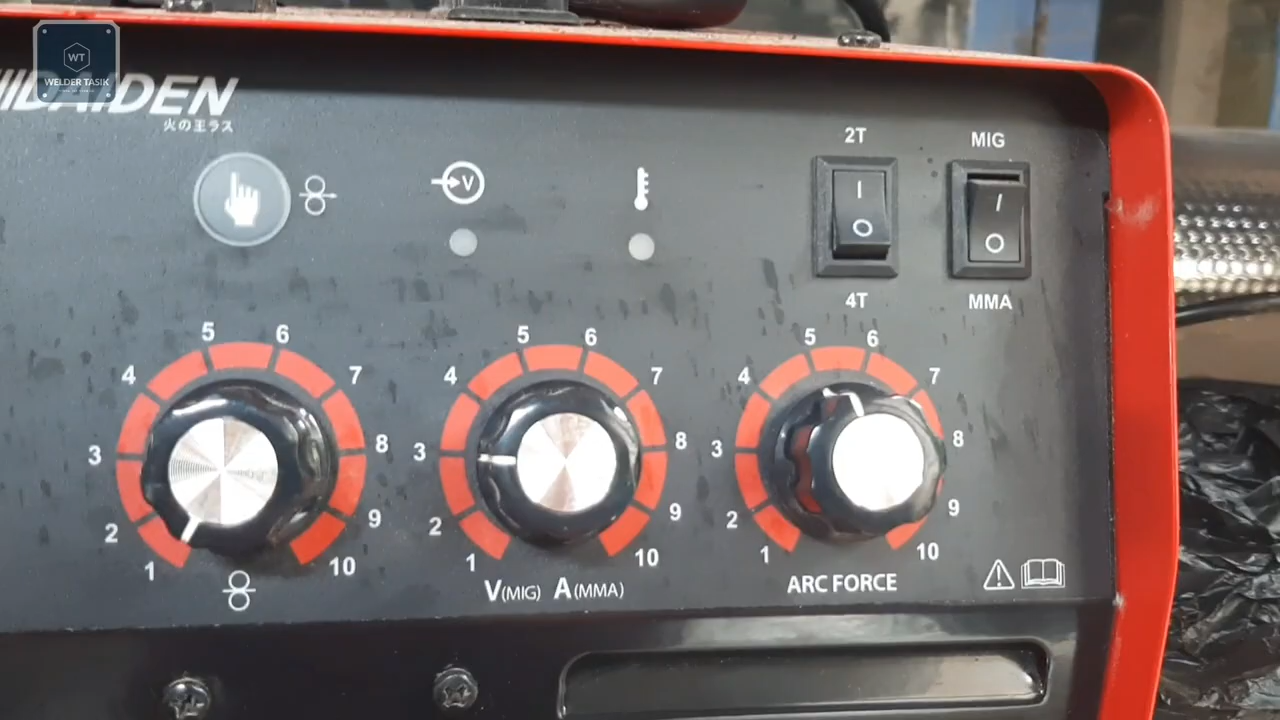 WT
WELDER TASIK
DAIDEN
火の王ラス
V
2T
MIG
I
O
I
O
4T
MMA
1 2 3 4 5 6 7 8 9 10
1 2 3 4 5 6 7 8 9 10
V(MIG) A(MMA)
1 2 3 4 5 6 7 8 9 10
ARC FORCE